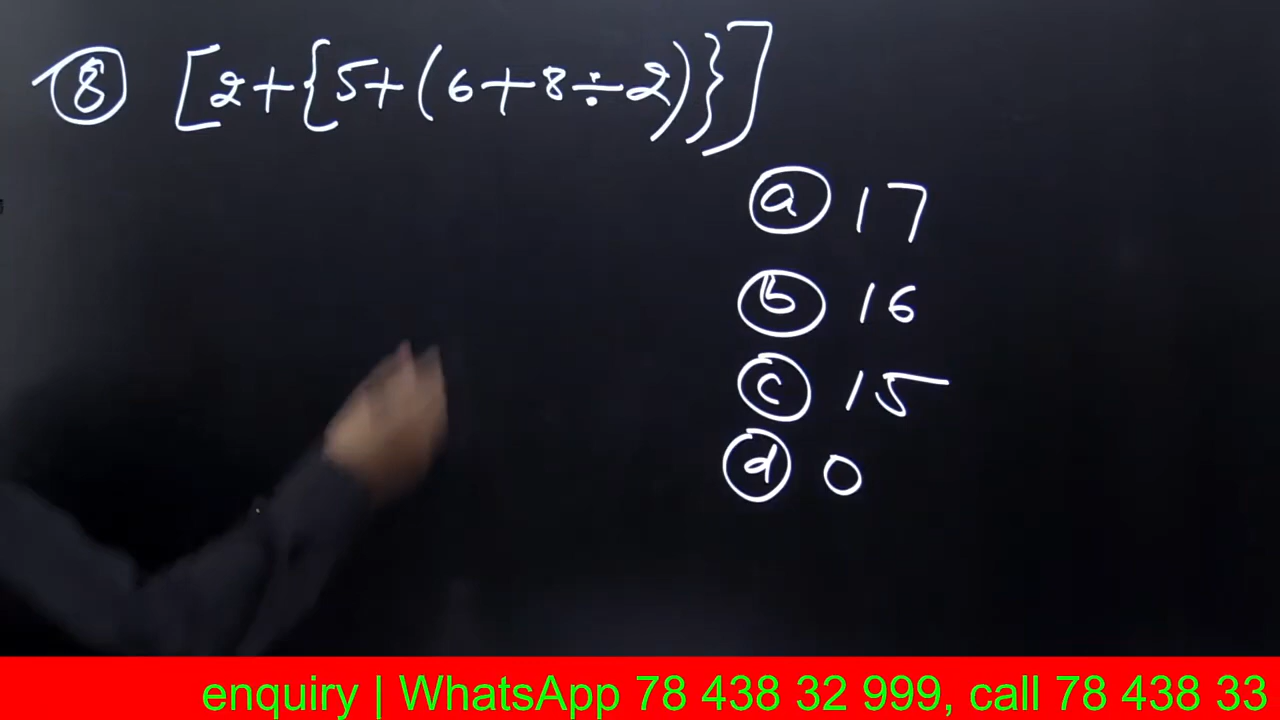 8 [2+{5+(6+8÷2)}]
a 17
b 16
c 15
d 0
enquiry | WhatsApp 78 438 32 999, call 78 438 33